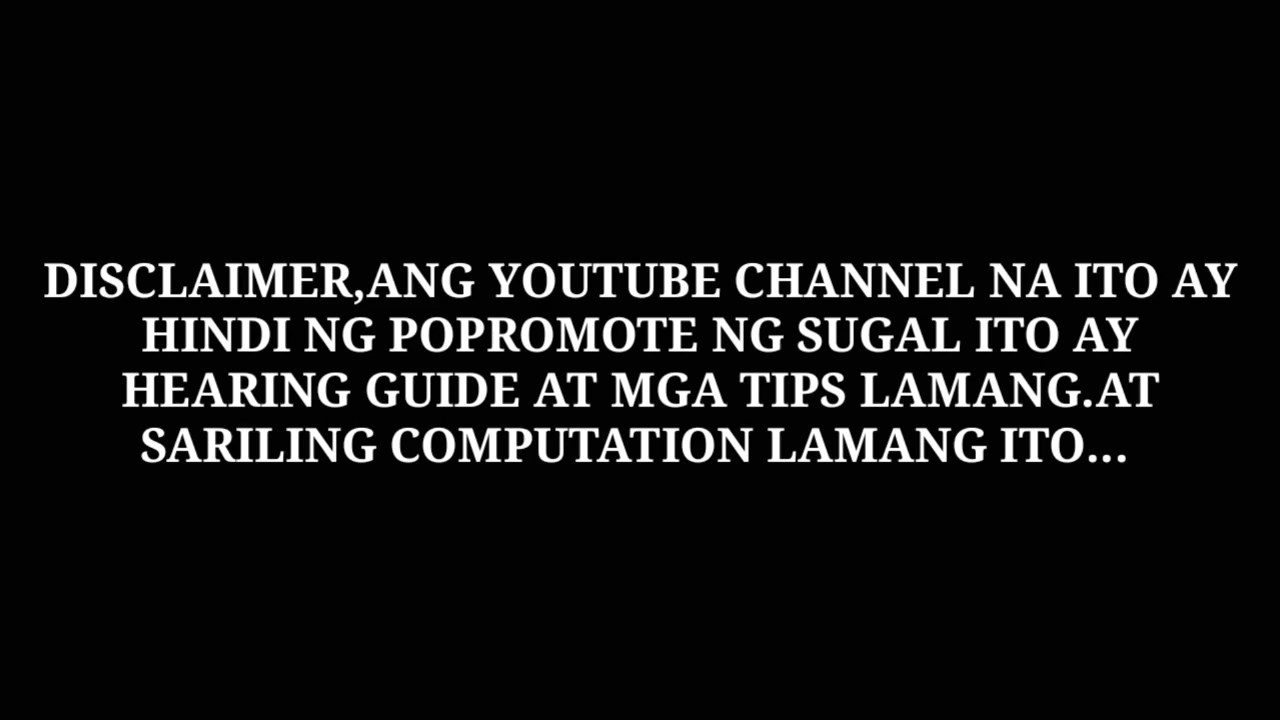 DISCLAIMER,ANG YOUTUBE CHANNEL NA ITO AY
HINDI NG POPROMOTE NG SUGAL ITO AY
HEARING GUIDE AT MGA TIPS LAMANG.AT
SARILING COMPUTATION LAMANG ITO...